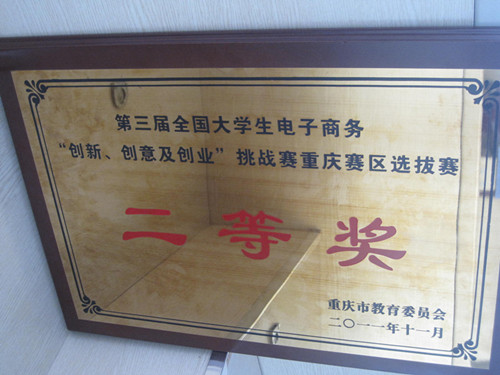 第三届全国大学生电子商务
“创新、创意及创业”挑战赛重庆赛区选拔赛
二等奖
重庆市教育委员会
二〇一一年十一月